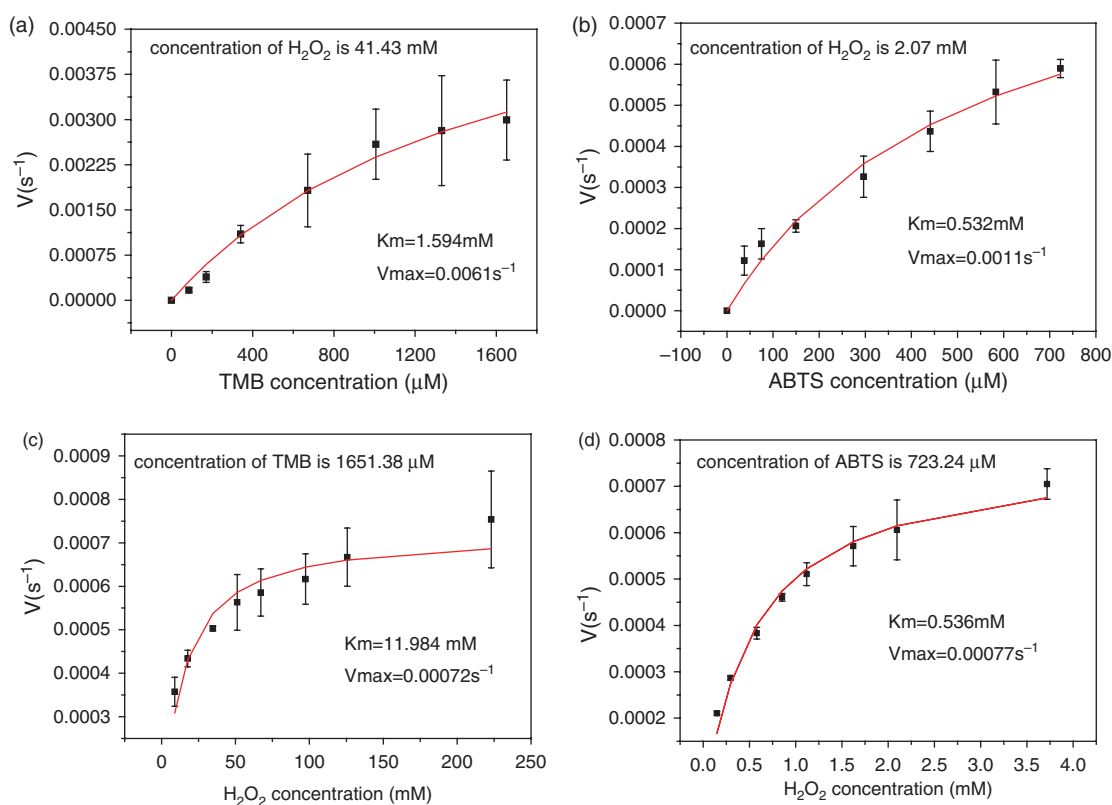 (a)
concentration of H₂O₂ is 41.43 mM
0.00450
0.00375
0.00300
0.00225
0.00150
0.00075
0.00000
V(s⁻¹)
Km=1.594mM
Vmax=0.0061s⁻¹
0 400 800 1200 1600
TMB concentration (μM)
(b)
concentration of H₂O₂ is 2.07 mM
0.0007
0.0006
0.0005
0.0004
0.0003
0.0002
0.0001
0.0000
V(s⁻¹)
Km=0.532mM
Vmax=0.0011s⁻¹
−100 0 100 200 300 400 500 600 700 800
ABTS concentration (μM)
(c)
concentration of TMB is 1651.38 μM
0.0009
0.0008
0.0007
0.0006
0.0005
0.0004
0.0003
V(s⁻¹)
Km=11.984 mM
Vmax=0.00072s⁻¹
0 50 100 150 200 250
H₂O₂ concentration (mM)
(d)
concentration of ABTS is 723.24 μM
0.0008
0.0007
0.0006
0.0005
0.0004
0.0003
0.0002
V(s⁻¹)
Km=0.536mM
Vmax=0.00077s⁻¹
0.0 0.5 1.0 1.5 2.0 2.5 3.0 3.5 4.0
H₂O₂ concentration (mM)